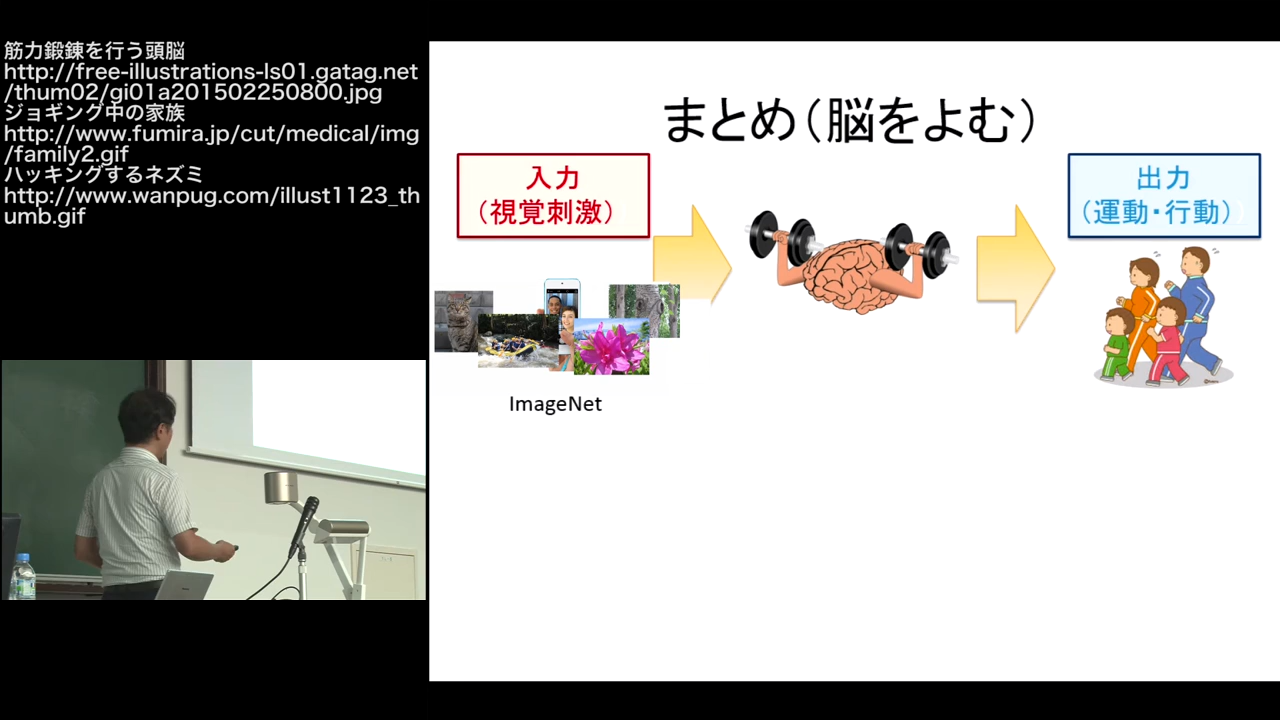 筋力鍛錬を行う頭脳
http://free-illustrations-ls01.gatag.net
/thum02/gi01a201502250800.jpg
ジョギング中の家族
http://www.fumira.jp/cut/medical/img
/family2.gif
ハッキングするネズミ
http://www.wanpug.com/illust1123_th
umb.gif
まとめ（脳をよむ）
入力
（視覚刺激）
出力
（運動・行動）
ImageNet